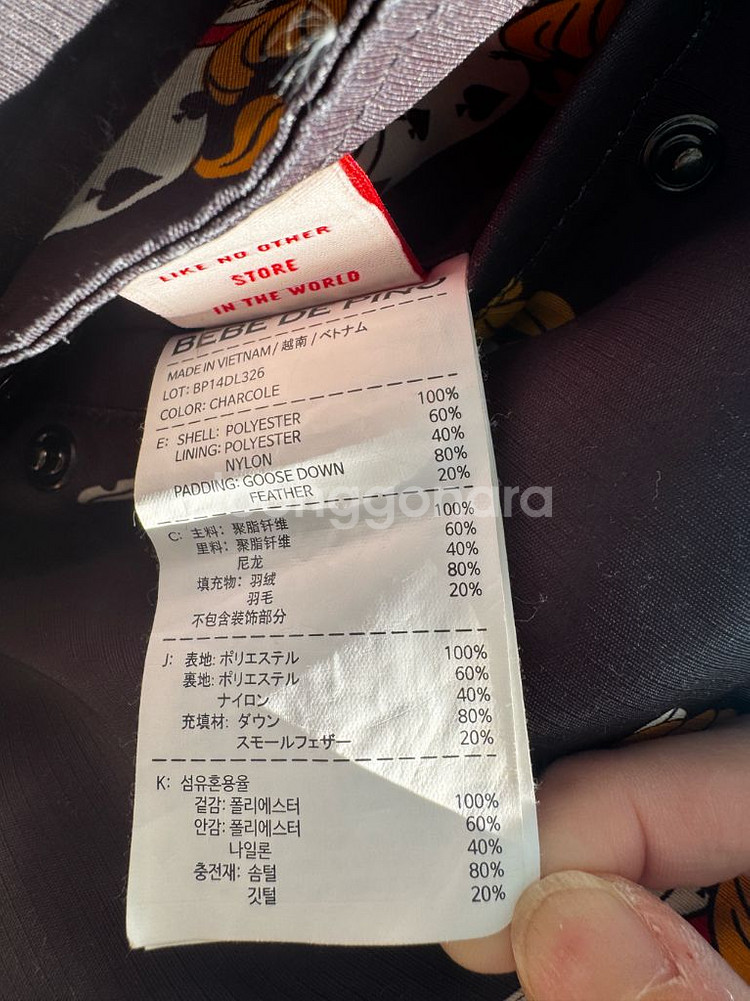 LIKE NO OTHER
STORE
IN THE WORLD
BEBE DE PINO
MADE IN VIETNAM / 越南 / ベトナム
LOT: BP14DL326
COLOR: CHARCOLE
E: SHELL: POLYESTER 100%
LINING: POLYESTER 60%
NYLON 40%
PADDING: GOOSE DOWN 80%
FEATHER 20%
C: 主料: 聚脂钎维 100%
里料: 聚脂钎维 60%
尼龙 40%
填充物: 羽绒 80%
羽毛 20%
不包含装饰部分
J: 表地: ポリエステル 100%
裏地: ポリエステル 60%
ナイロン 40%
充填材: ダウン 80%
スモールフェザー 20%
K: 섬유혼용율
겉감: 폴리에스터 100%
안감: 폴리에스터 60%
나일론 40%
충전재: 솜털 80%
깃털 20%